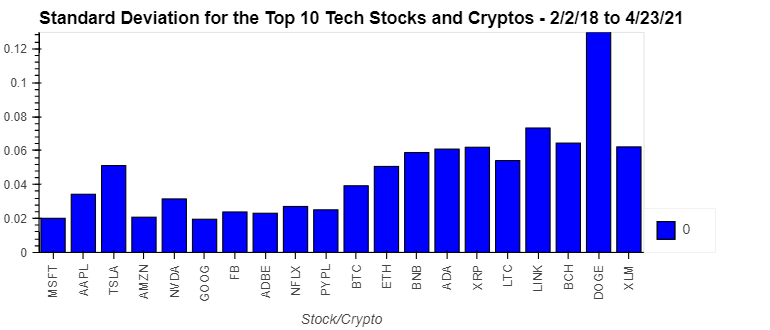 Standard Deviation for the Top 10 Tech Stocks and Cryptos - 2/2/18 to 4/23/21
0.12
0.1
0.08
0.06
0.04
0.02
0
MSFT
AAPL
TSLA
AMZN
NVDA
GOOG
FB
ADBE
NFLX
PYPL
BTC
ETH
BNB
ADA
XRP
LTC
LINK
BCH
DOGE
XLM
Stock/Crypto
0